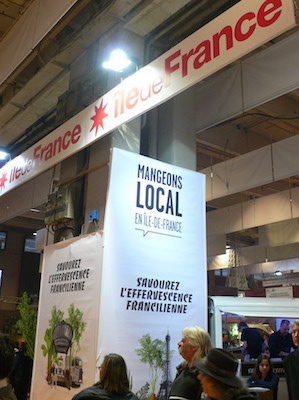 îledeFrance
îledeFrance
MANGEONS
LOCAL
EN ÎLE-DE-FRANCE
SAVOUREZ
L'EFFERVESCENCE
FRANCILIENNE
SAVOUREZ
L'EFFERVESCENCE
FRANCILIENNE